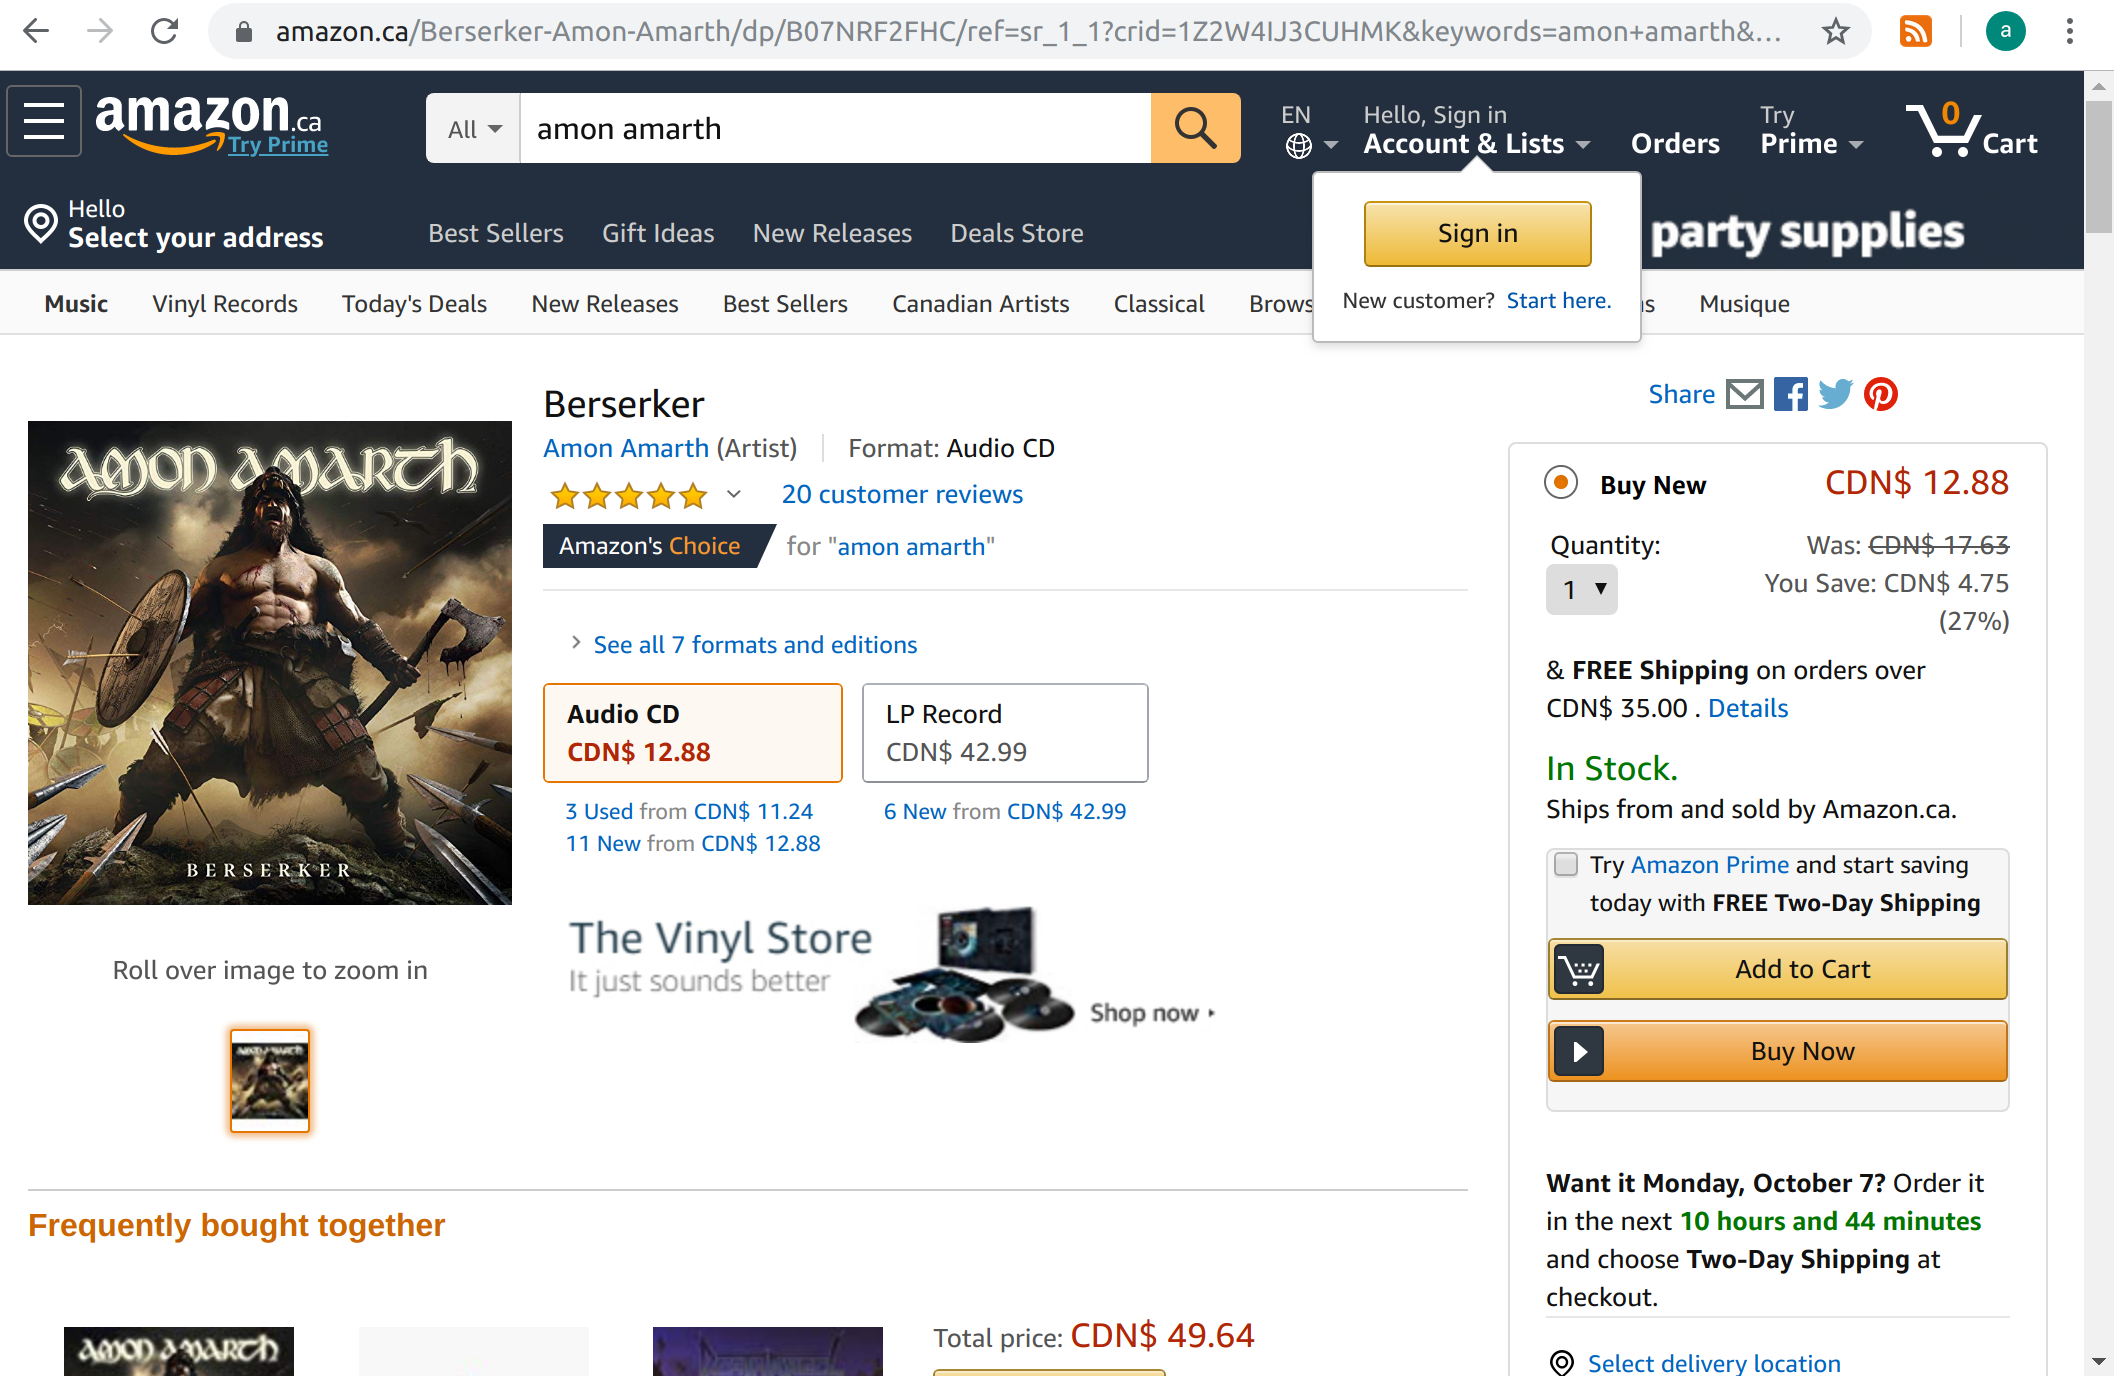 amazon.ca/Berserker-Amon-Amarth/dp/B07NRF2FHC/ref=sr_1_1?crid=1Z2W4IJ3CUHMK&keywords=amon+amarth&...
a
amazon.ca
Try Prime
All
amon amarth
EN
Hello, Sign in
Account & Lists
Orders
Try
Prime
0
Cart
Hello
Select your address
Best Sellers
Gift Ideas
New Releases
Deals Store
Sign in
New customer? Start here.
party supplies
Music
Vinyl Records
Today's Deals
New Releases
Best Sellers
Canadian Artists
Classical
Brows
s
Musique
Share
AMON AMARTH
BERSERKER
Roll over image to zoom in
AMON AMARTH
Berserker
Amon Amarth (Artist)
Format: Audio CD
20 customer reviews
Amazon's Choice
for "amon amarth"
See all 7 formats and editions
Audio CD
CDN$ 12.88
LP Record
CDN$ 42.99
3 Used from CDN$ 11.24
11 New from CDN$ 12.88
6 New from CDN$ 42.99
The Vinyl Store
It just sounds better
Shop now
Buy New
CDN$ 12.88
Quantity:
1
Was: CDN$ 17.63
You Save: CDN$ 4.75
(27%)
& FREE Shipping on orders over
CDN$ 35.00 . Details
In Stock.
Ships from and sold by Amazon.ca.
Try Amazon Prime and start saving
today with FREE Two-Day Shipping
Add to Cart
Buy Now
Want it Monday, October 7? Order it
in the next 10 hours and 44 minutes
and choose Two-Day Shipping at
checkout.
Select delivery location
Frequently bought together
AMON AMARTH
Total price: CDN$ 49.64